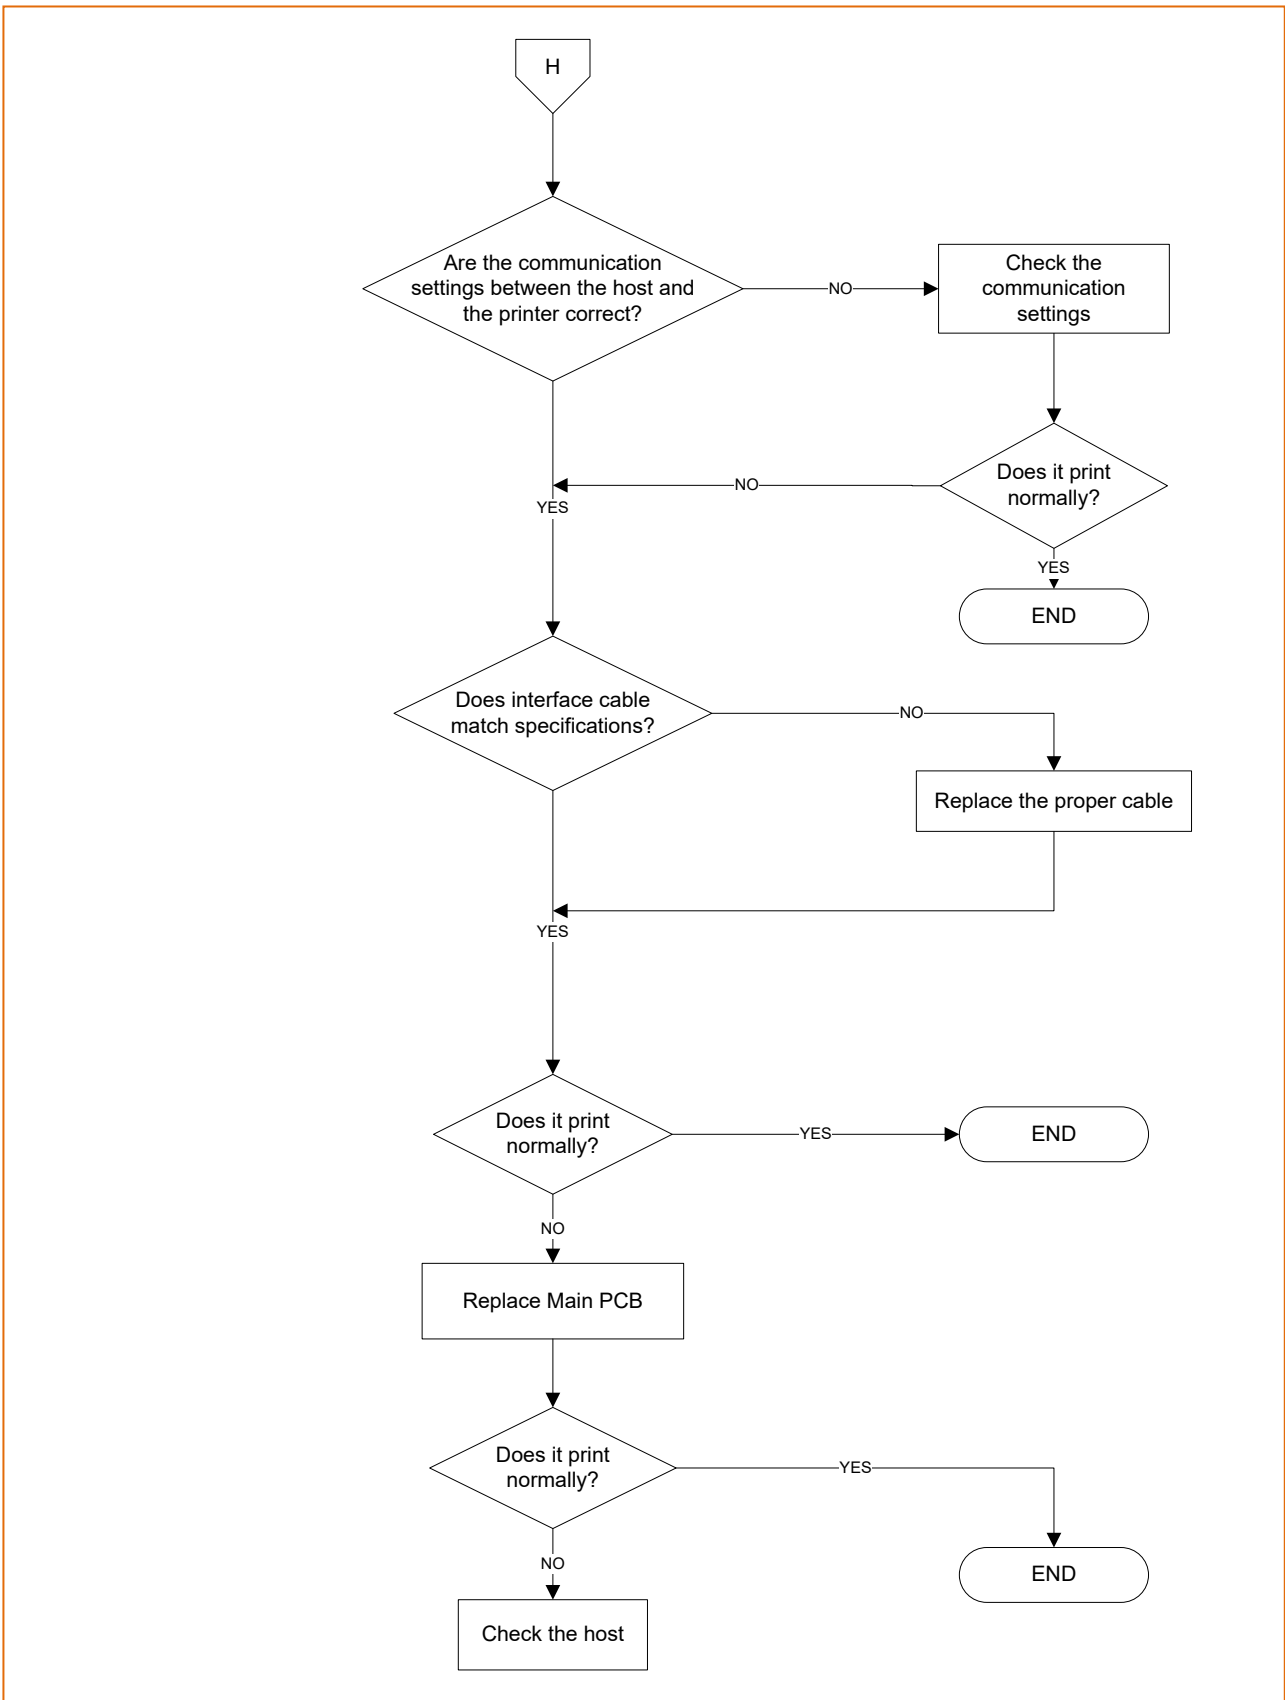 H
Are the communication
settings between the host and
the printer correct?
NO
Check the
communication
settings
Does it print
normally?
NO
YES
YES
END
Does interface cable
match specifications?
NO
Replace the proper cable
YES
Does it print
normally?
YES
END
NO
Replace Main PCB
Does it print
normally?
YES
NO
END
Check the host